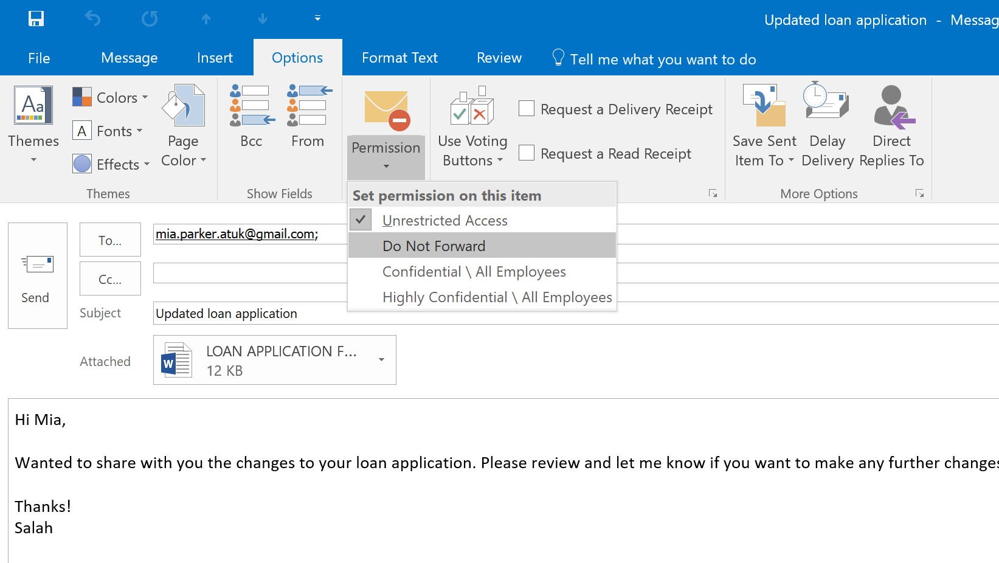 Updated loan application - Messag
File Message Insert Options Format Text Review Tell me what you want to do
Aa
Themes
Colors
A Fonts
Effects
Page
Color
Themes
Bcc
From
Show Fields
Permission
Use Voting
Buttons
Request a Delivery Receipt
Request a Read Receipt
Save Sent
Item To
Delay
Delivery
Direct
Replies To
More Options
Set permission on this item
Unrestricted Access
Do Not Forward
Confidential \ All Employees
Highly Confidential \ All Employees
Send
To... mia.parker.atuk@gmail.com;
Cc...
Subject Updated loan application
Attached
W
LOAN APPLICATION F...
12 KB
Hi Mia,
Wanted to share with you the changes to your loan application. Please review and let me know if you want to make any further changes
Thanks!
Salah